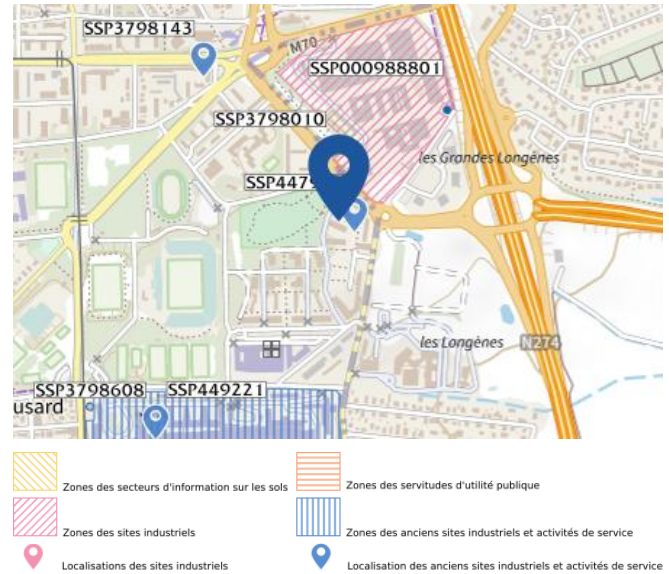 SSP3798143
M70
SSP000988801
SSP3798010
les Grandes Longènes
SSP447
les Longènes
N274
SSP3798608
SSP449221
usard
Zones des secteurs d'information sur les sols
Zones des servitudes d'utilité publique
Zones des sites industriels
Zones des anciens sites industriels et activités de service
Localisations des sites industriels
Localisation des anciens sites industriels et activités de service